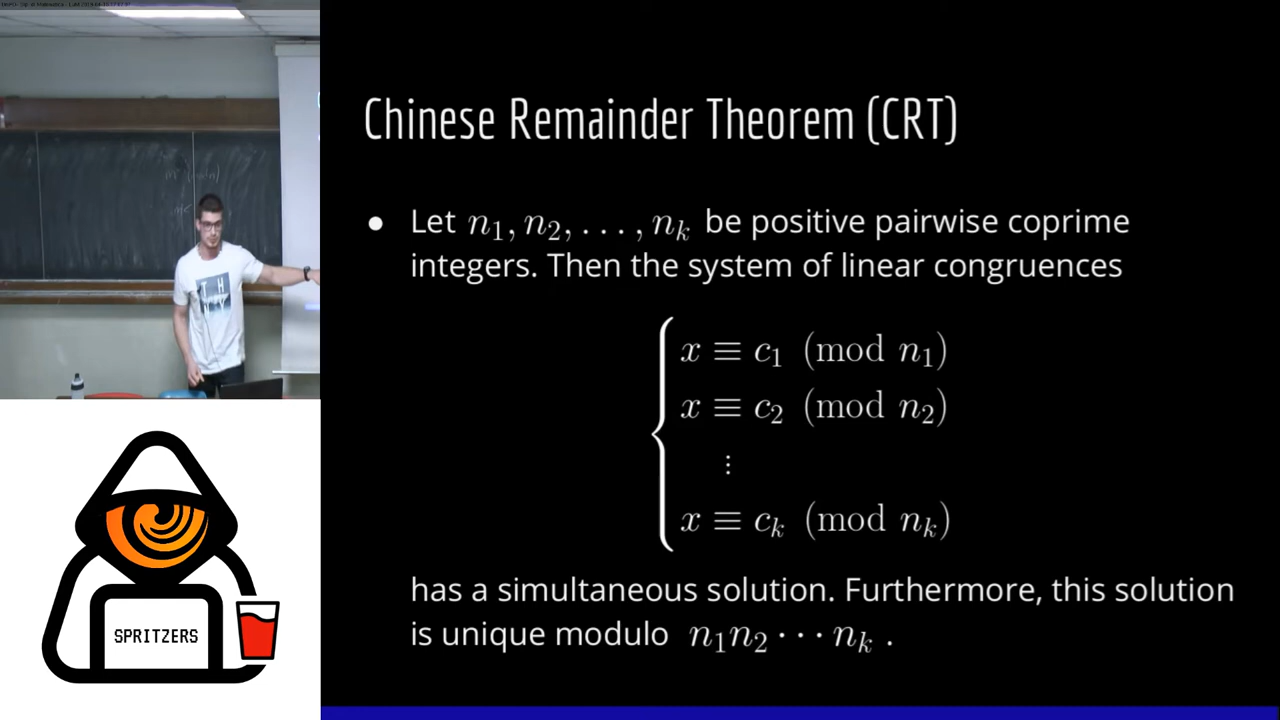 Chinese Remainder Theorem (CRT)
● Let n₁, n₂, . . . , nₖ be positive pairwise coprime
integers. Then the system of linear congruences
x ≡ c₁ (mod n₁)
x ≡ c₂ (mod n₂)
⋮
x ≡ cₖ (mod nₖ)
has a simultaneous solution. Furthermore, this solution
is unique modulo n₁n₂ · · · nₖ .
SPRITZERS